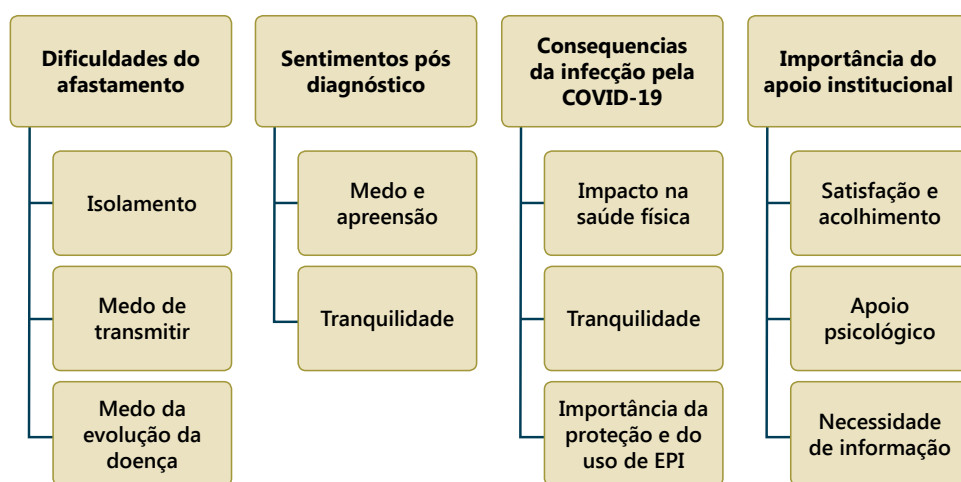 Dificuldades do
afastamento
Isolamento
Medo de
transmitir
Medo da
evolução da
doença
Sentimentos pós
diagnóstico
Medo e
apreensão
Tranquilidade
Consequencias
da infecção pela
COVID-19
Impacto na
saúde física
Tranquilidade
Importância da
proteção e do
uso de EPI
Importância do
apoio institucional
Satisfação e
acolhimento
Apoio
psicológico
Necessidade
de informação